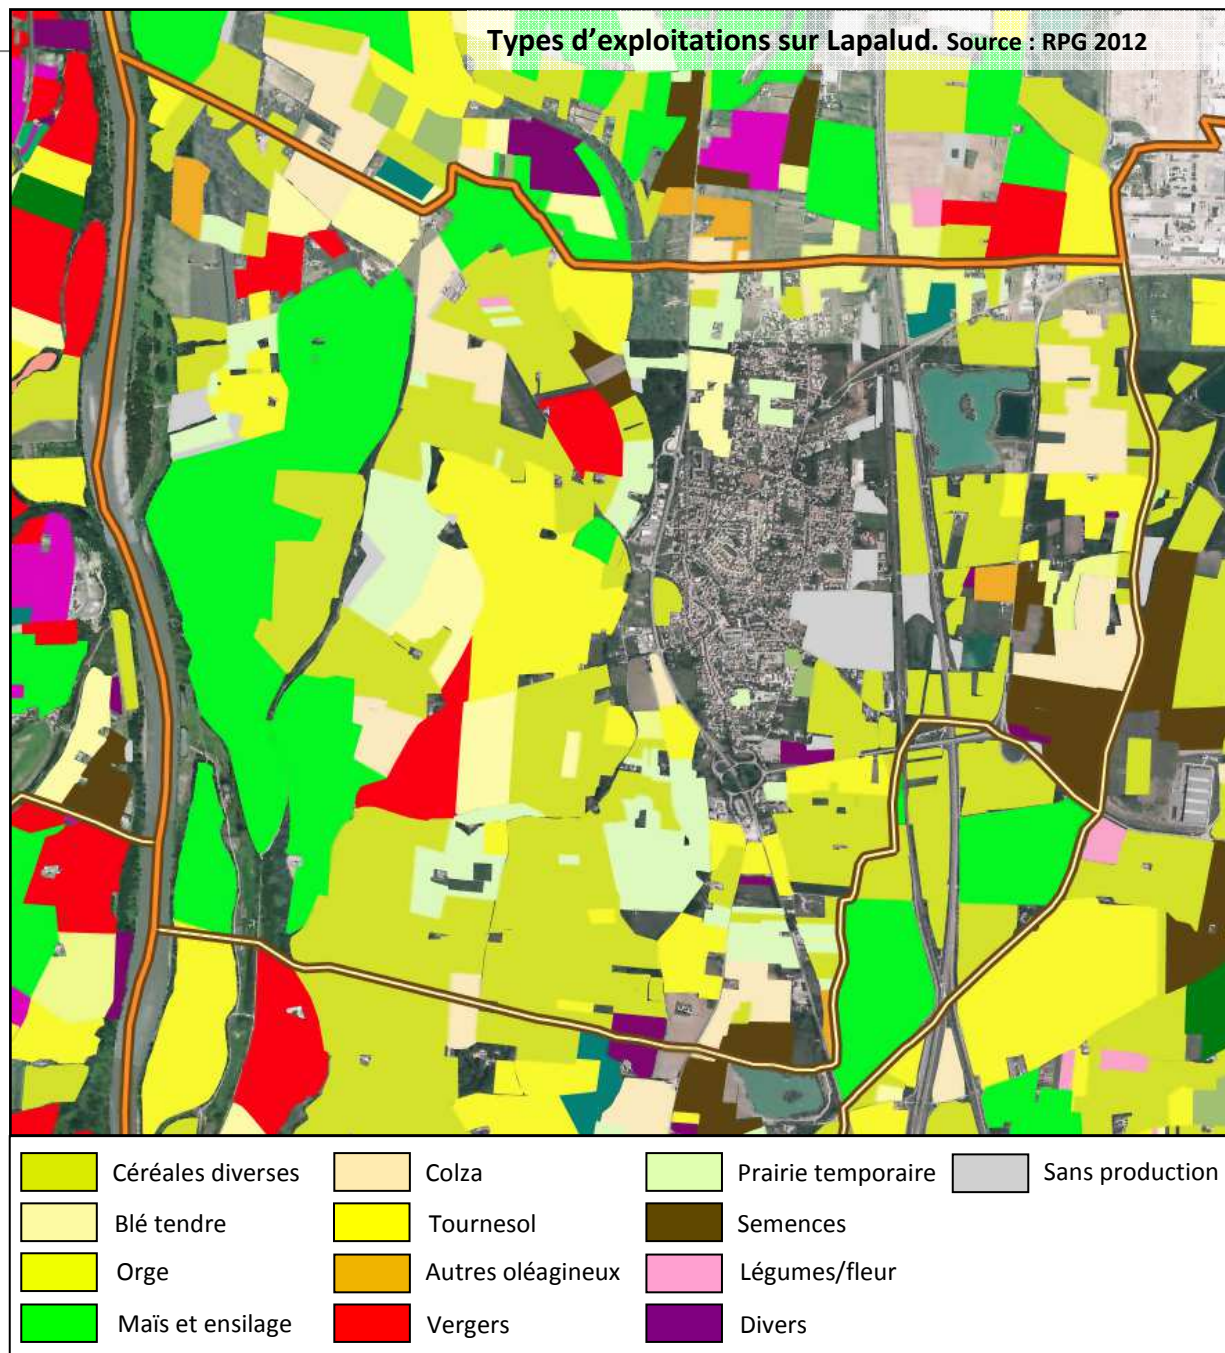 Types d’exploitations sur Lapalud. Source : RPG 2012
Céréales diverses
Colza
Prairie temporaire
Sans production
Blé tendre
Tournesol
Semences
Orge
Autres oléagineux
Légumes/fleur
Maïs et ensilage
Vergers
Divers